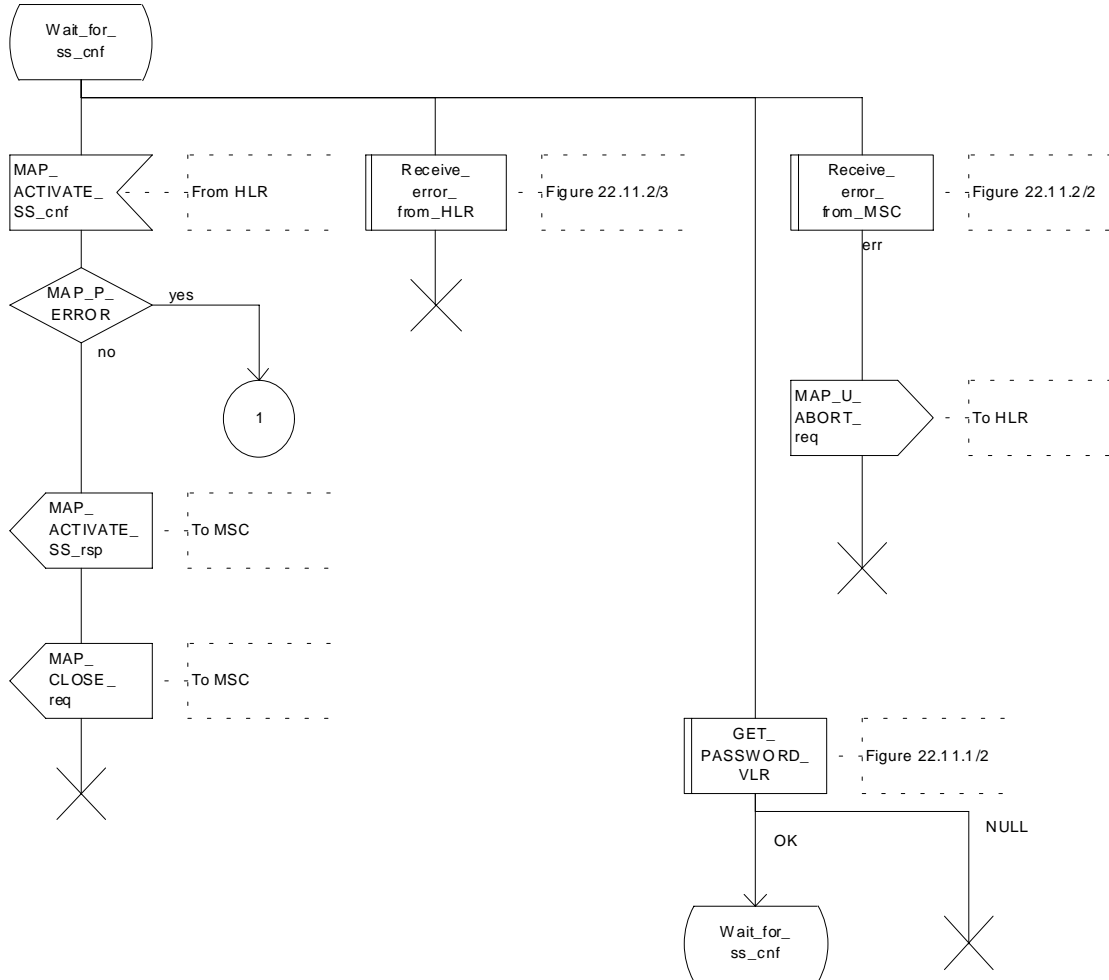 Wait_for_
ss_cnf
MAP_
ACTIVATE_
SS_cnf
From HLR
Receive_
error_
from_HLR
Figure 22.11.2/3
Receive_
error_
from_MSC
Figure 22.11.2/2
err
MAP_P_
ERROR
yes
no
1
MAP_U_
ABORT_
req
To HLR
MAP_
ACTIVATE_
SS_rsp
To MSC
MAP_
CLOSE_
req
To MSC
GET_
PASSWORD_
VLR
Figure 22.11.1/2
OK
NULL
Wait_for_
ss_cnf